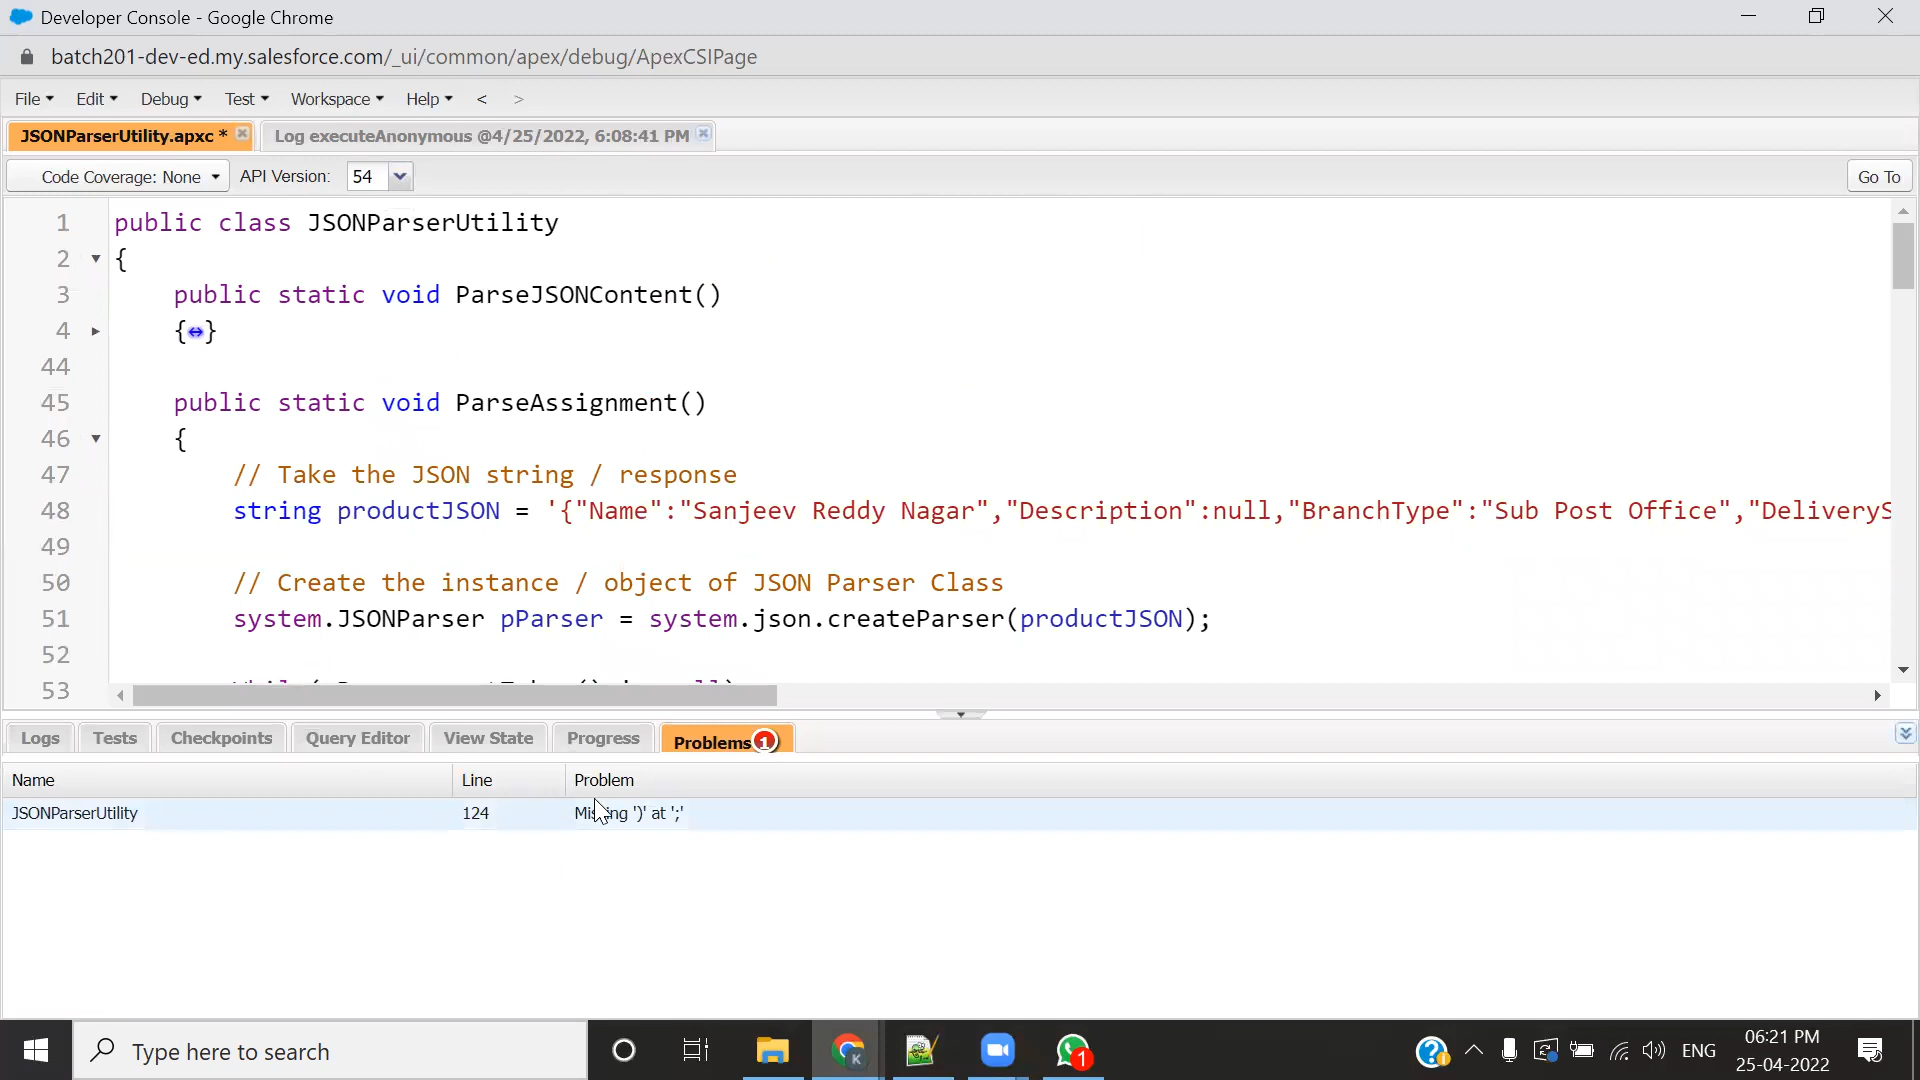 Developer Console - Google Chrome
batch201-dev-ed.my.salesforce.com/_ui/common/apex/debug/ApexCSIPage
File Edit Debug Test Workspace Help < >
JSONParserUtility.apxc * Log executeAnonymous @4/25/2022, 6:08:41 PM
Code Coverage: None API Version: 54 Go To
1 public class JSONParserUtility
2 {
3 public static void ParseJSONContent()
4 {↔}
44
45 public static void ParseAssignment()
46 {
47 // Take the JSON string / response
48 string productJSON = '{"Name":"Sanjeev Reddy Nagar","Description":null,"BranchType":"Sub Post Office","DeliveryS
49
50 // Create the instance / object of JSON Parser Class
51 system.JSONParser pParser = system.json.createParser(productJSON);
52
53
Logs Tests Checkpoints Query Editor View State Progress Problems 1
Name Line Problem
JSONParserUtility 124 Missing ')' at ';'
Type here to search
K
1
ENG
06:21 PM
25-04-2022